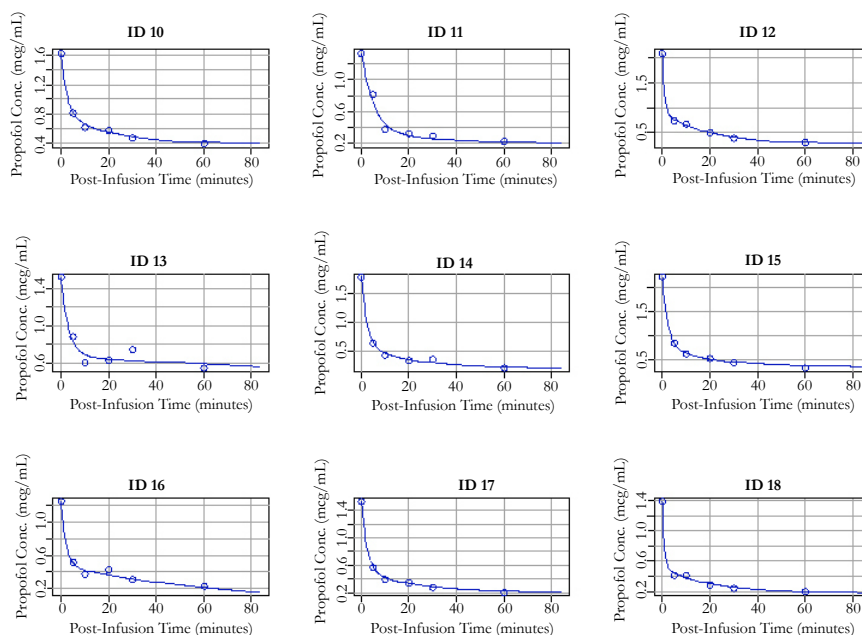 ID 10
Propofol Conc. (mcg/mL)
0.4 0.8 1.2 1.6
0 20 40 60 80
Post-Infusion Time (minutes)
ID 11
Propofol Conc. (mcg/mL)
0.2 0.6 1.0
0 20 40 60 80
Post-Infusion Time (minutes)
ID 12
Propofol Conc. (mcg/mL)
0.5 1.5
0 20 40 60 80
Post-Infusion Time (minutes)
ID 13
Propofol Conc. (mcg/mL)
0.6 1.0 1.4
0 20 40 60 80
Post-Infusion Time (minutes)
ID 14
Propofol Conc. (mcg/mL)
0.5 1.0 1.5
0 20 40 60 80
Post-Infusion Time (minutes)
ID 15
Propofol Conc. (mcg/mL)
0.5 1.5
0 20 40 60 80
Post-Infusion Time (minutes)
ID 16
Propofol Conc. (mcg/mL)
0.2 0.6 1.0
0 20 40 60 80
Post-Infusion Time (minutes)
ID 17
Propofol Conc. (mcg/mL)
0.2 0.6 1.0 1.4
0 20 40 60 80
Post-Infusion Time (minutes)
ID 18
Propofol Conc. (mcg/mL)
0.2 0.6 1.0 1.4
0 20 40 60 80
Post-Infusion Time (minutes)